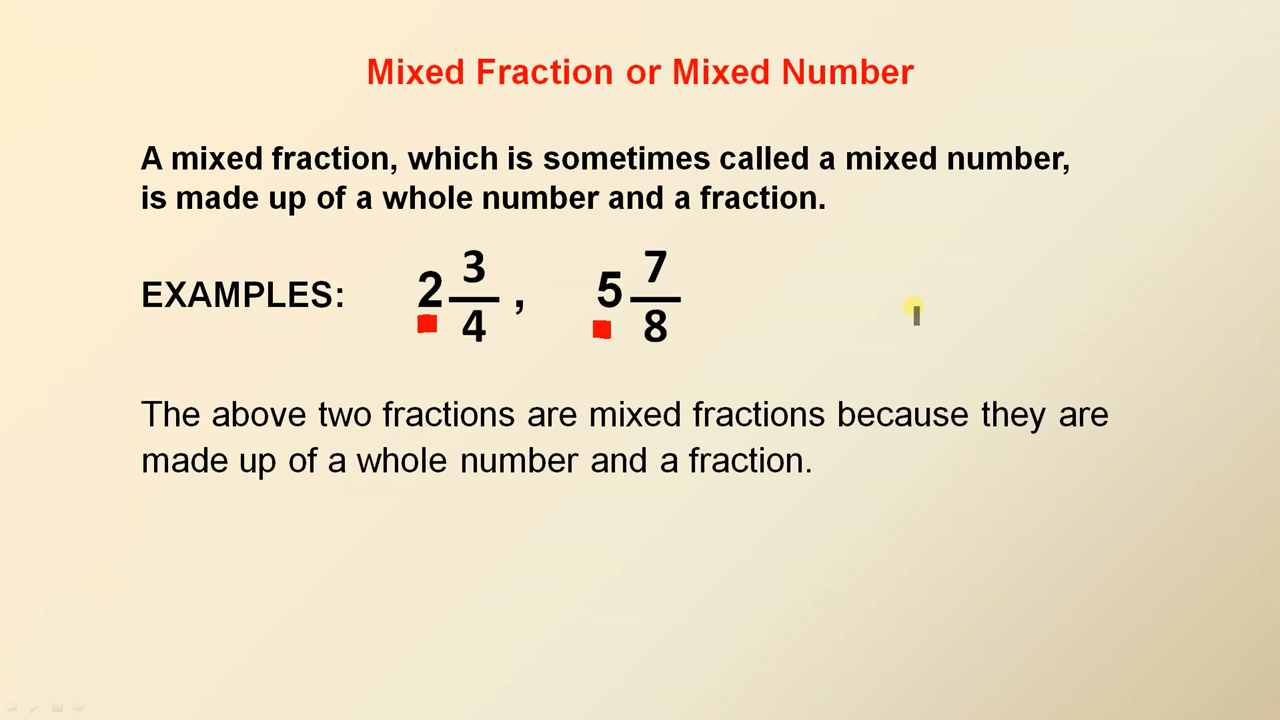 Mixed Fraction or Mixed Number
A mixed fraction, which is sometimes called a mixed number,
is made up of a whole number and a fraction.
EXAMPLES: 2 3/4 , 5 7/8
The above two fractions are mixed fractions because they are
made up of a whole number and a fraction.